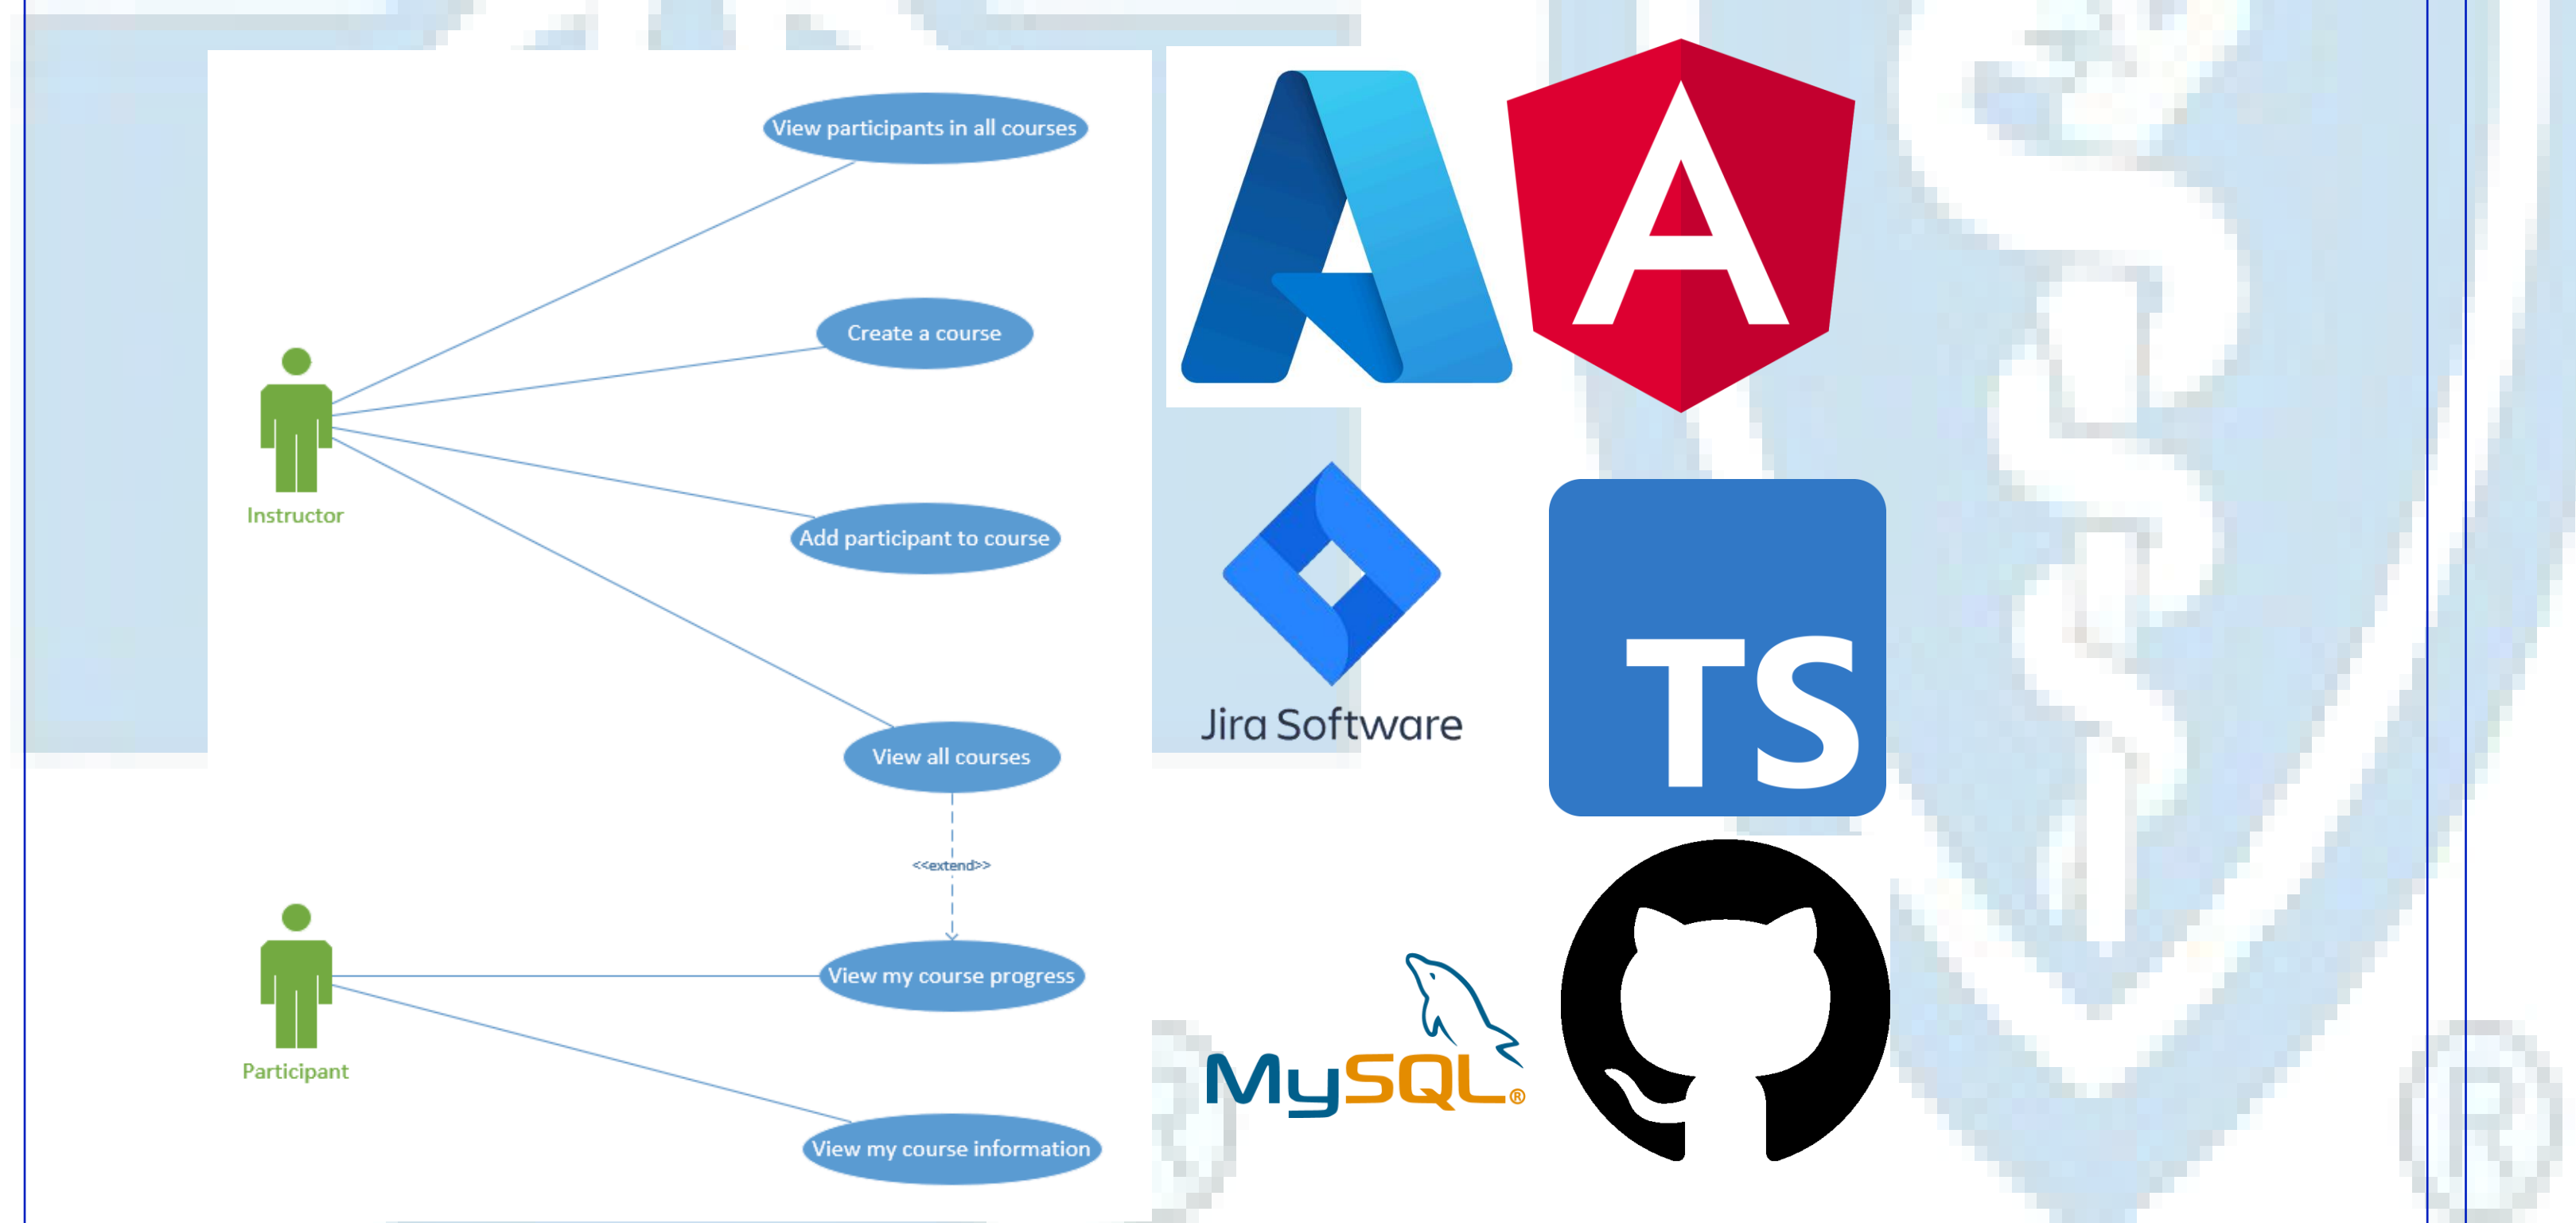 View participants in all courses
Create a course
Instructor
Add participant to course
View all courses
<<extend>>
View my course progress
Participant
View my course information
A
Jira Software
TS
MySQL®
R